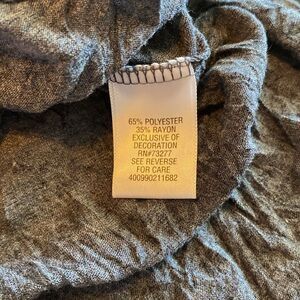 65% POLYESTER
35% RAYON
EXCLUSIVE OF
DECORATION
RN#73277
SEE REVERSE
FOR CARE
400990211682